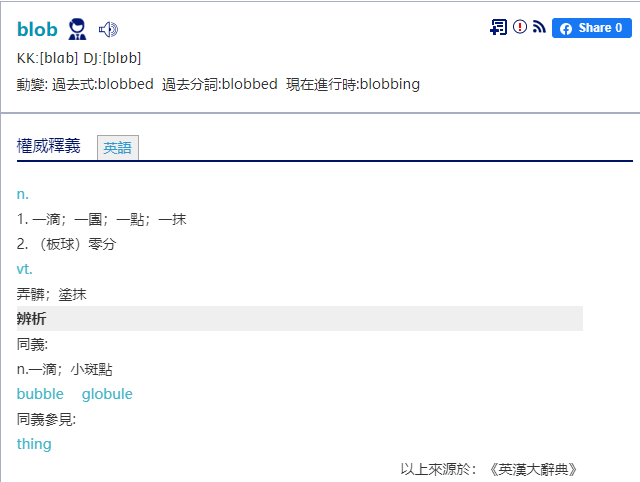 blob
Share 0
KK:[blɑb] DJ:[blɒb]
動變: 過去式:blobbed 過去分詞:blobbed 現在進行時:blobbing
權威釋義 英語
n.
1. 一滴；一團；一點；一抹
2. （板球）零分
vt.
弄髒；塗抹
辨析
同義:
n.一滴；小斑點
bubble globule
同義參見:
thing
以上來源於：《英漢大辭典》